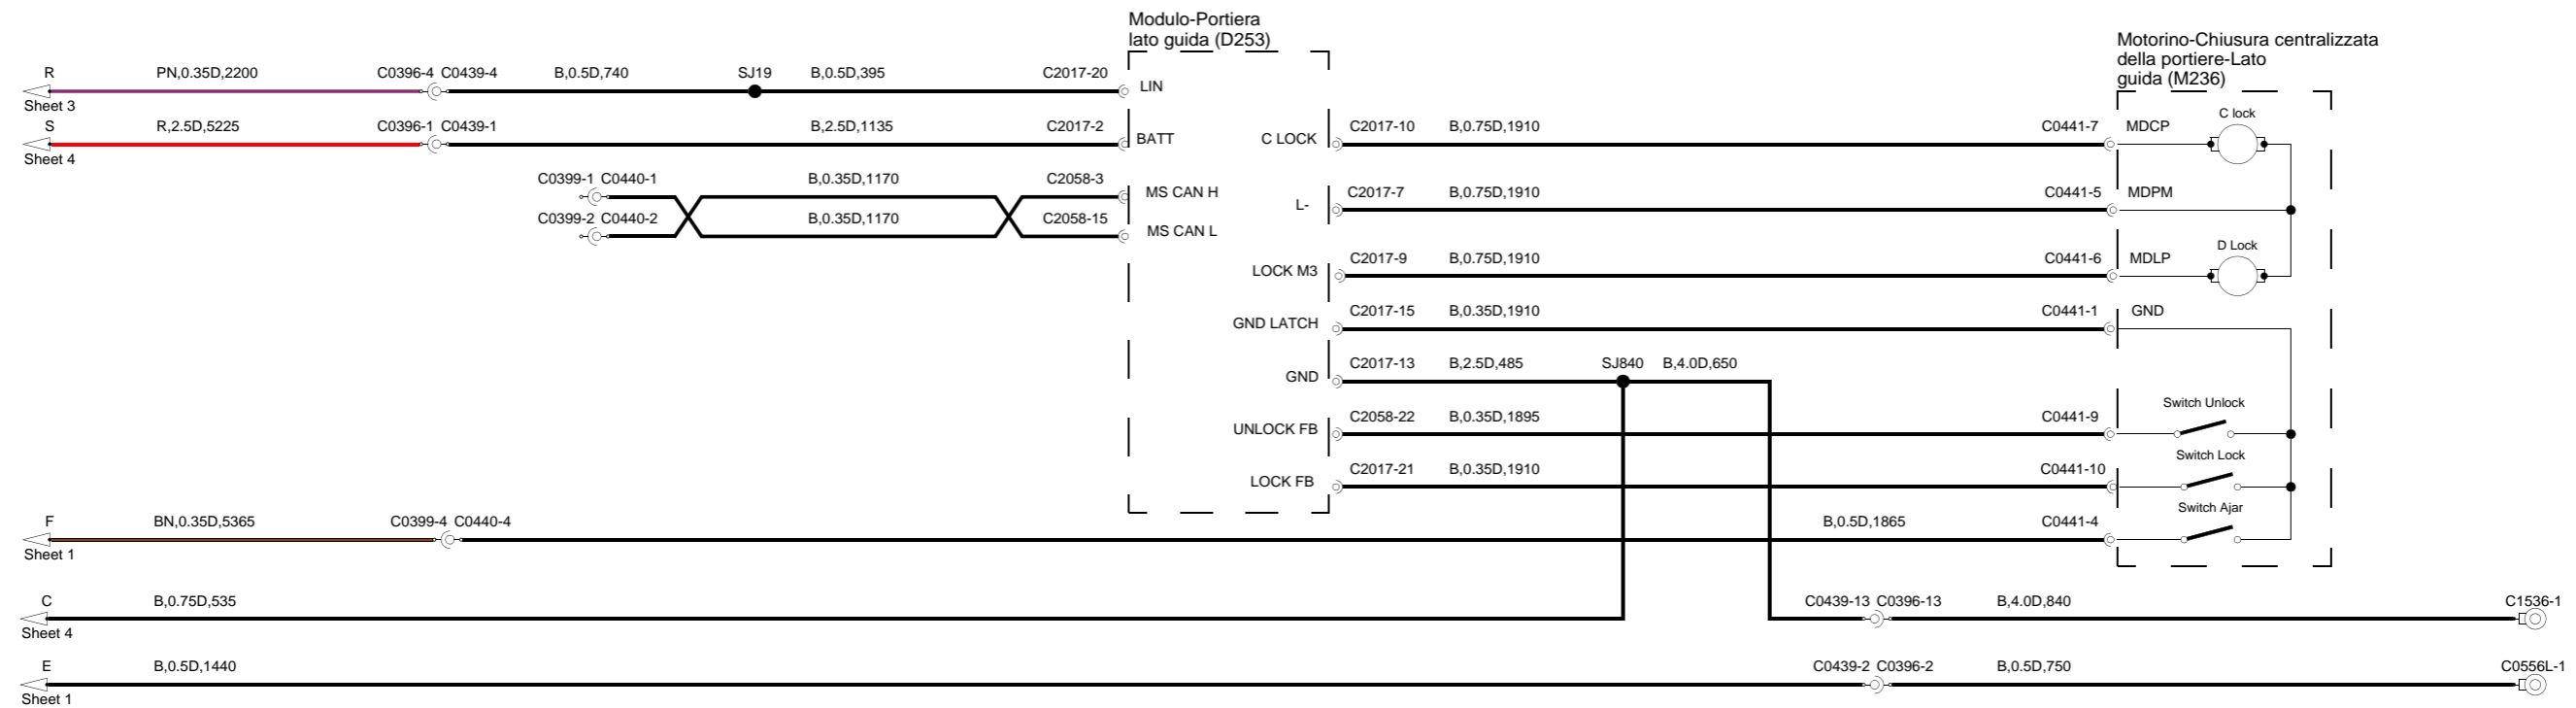 Modulo-Portiera
lato guida (D253)
Motorino-Chiusura centralizzata
della portiere-Lato
guida (M236)
R PN,0.35D,2200 C0396-4 C0439-4 B,0.5D,740 SJ19 B,0.5D,395 C2017-20
LIN
Sheet 3
S R,2.5D,5225 C0396-1 C0439-1 B,2.5D,1135 C2017-2
BATT
Sheet 4
C LOCK C2017-10 B,0.75D,1910 C0441-7 MDCP C lock
C0399-1 C0440-1 B,0.35D,1170 C2058-3
MS CAN H
C0399-2 C0440-2 B,0.35D,1170 C2058-15
MS CAN L
L- C2017-7 B,0.75D,1910 C0441-5 MDPM
LOCK M3 C2017-9 B,0.75D,1910 C0441-6 MDLP D Lock
GND LATCH C2017-15 B,0.35D,1910 C0441-1 GND
GND C2017-13 B,2.5D,485 SJ840 B,4.0D,650
UNLOCK FB C2058-22 B,0.35D,1895 C0441-9 Switch Unlock
LOCK FB C2017-21 B,0.35D,1910 C0441-10 Switch Lock
F BN,0.35D,5365 C0399-4 C0440-4 B,0.5D,1865 C0441-4 Switch Ajar
Sheet 1
C B,0.75D,535 C0439-13 C0396-13 B,4.0D,840 C1536-1
Sheet 4
E B,0.5D,1440 C0439-2 C0396-2 B,0.5D,750 C0556L-1
Sheet 1